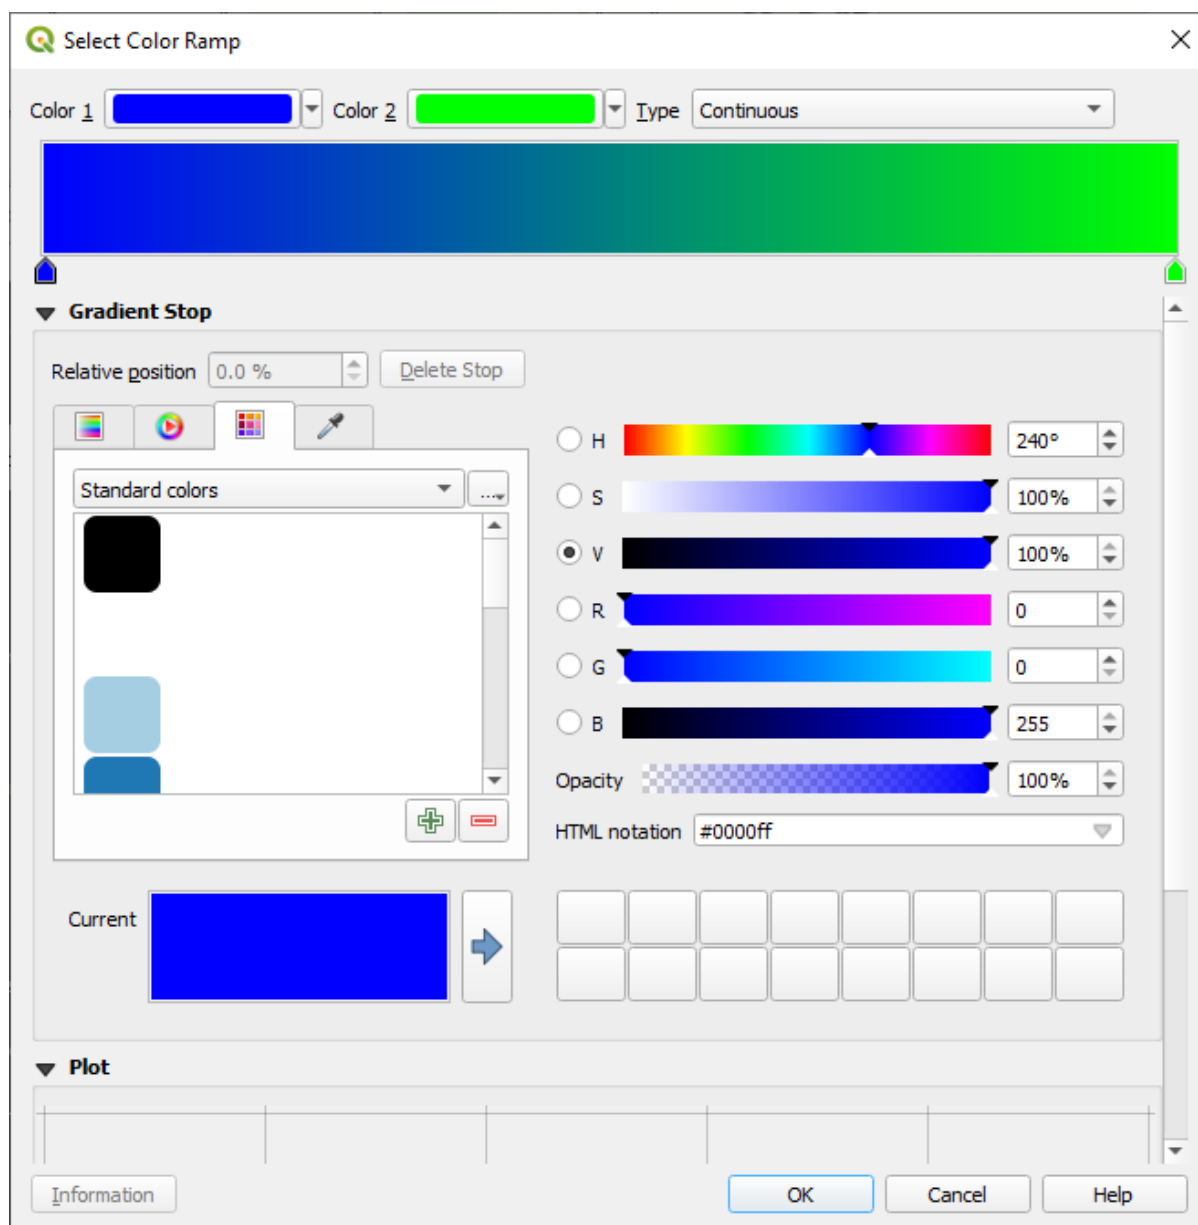 Select Color Ramp
Color 1 Color 2 Type Continuous
Gradient Stop
Relative position 0.0 % Delete Stop
H 240°
Standard colors ...
S 100%
V 100%
R 0
G 0
B 255
Opacity 100%
HTML notation #0000ff
Current
Plot
Information OK Cancel Help